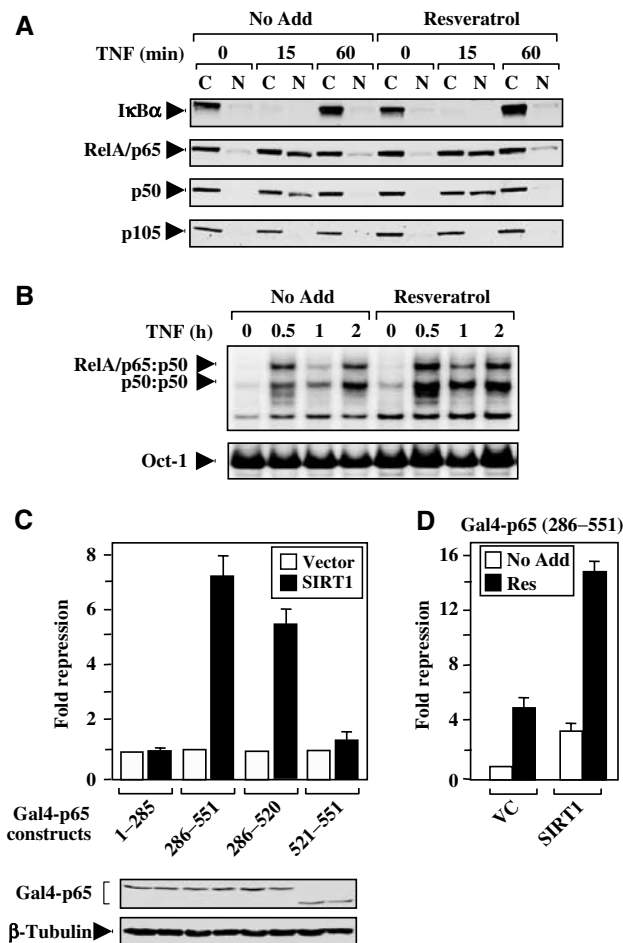 A
No Add Resveratrol
TNF (min) 0 15 60 0 15 60
C N C N C N C N C N C N
IκBα
RelA/p65
p50
p105
B
No Add Resveratrol
TNF (h) 0 0.5 1 2 0 0.5 1 2
RelA/p65:p50
p50:p50
Oct-1
C
8
6
4
2
0
Fold repression
Vector
SIRT1
Gal4-p65 constructs
1–285
286–551
286–520
521–551
Gal4-p65
β-Tubulin
D
Gal4-p65 (286–551)
16
12
8
4
0
Fold repression
No Add
Res
VC
SIRT1